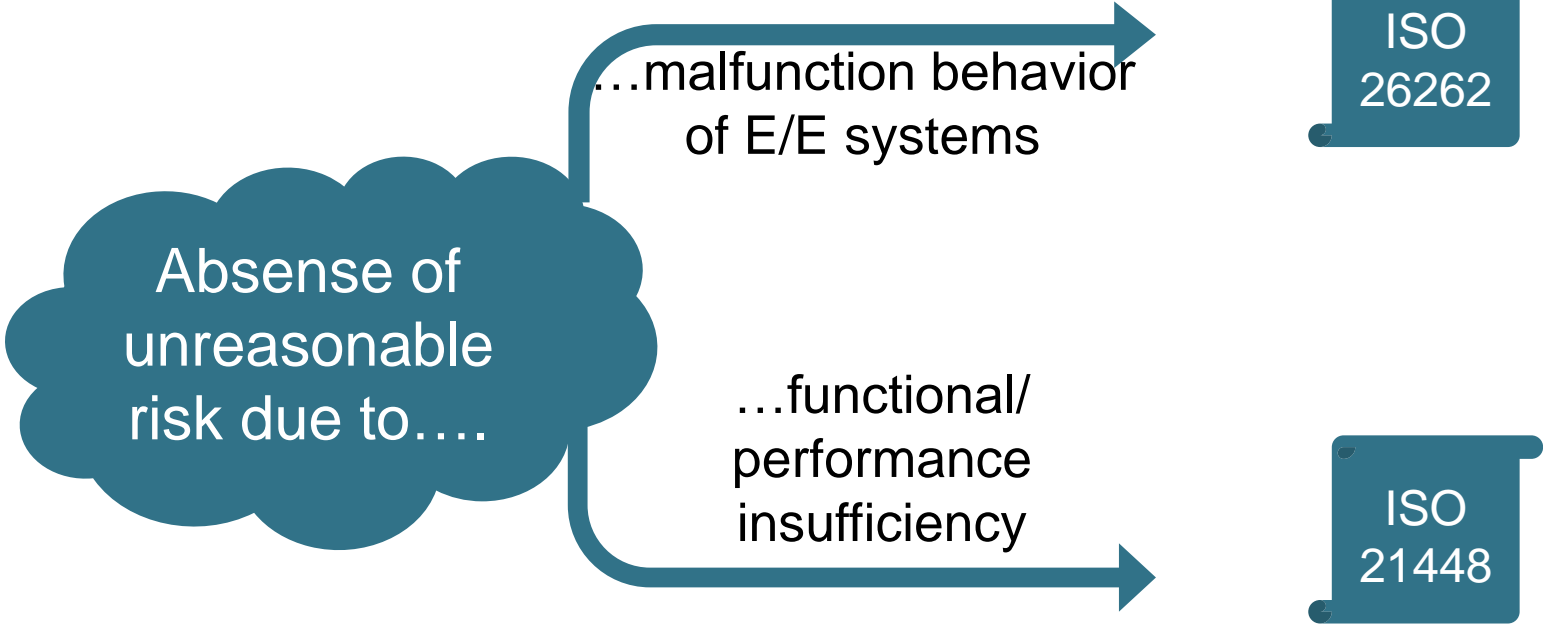 …malfunction behavior
of E/E systems
ISO
26262
Absense of
unreasonable
risk due to….
…functional/
performance
insufficiency
ISO
21448